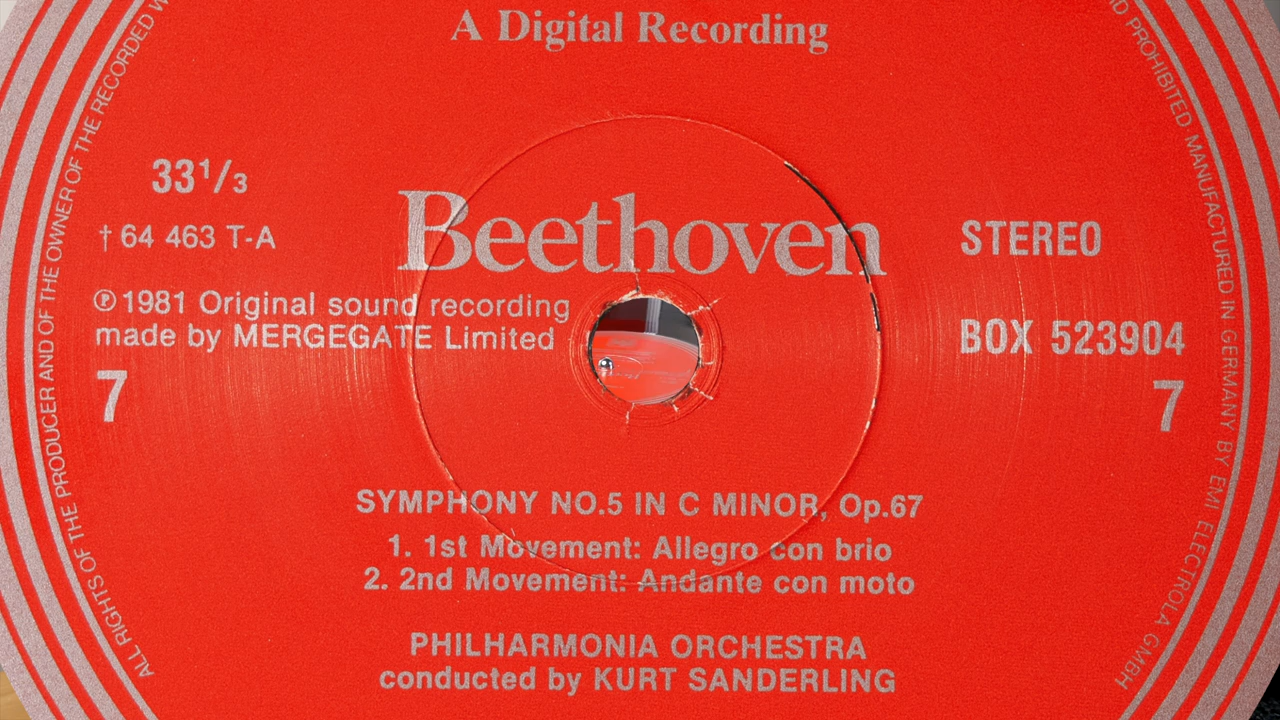 A Digital Recording
33¹/₃
† 64 463 T-A
Beethoven
STEREO
℗ 1981 Original sound recording
made by MERGEGATE Limited
BOX 523904
7
7
SYMPHONY NO.5 IN C MINOR, Op.67
1. 1st Movement: Allegro con brio
2. 2nd Movement: Andante con moto
PHILHARMONIA ORCHESTRA
conducted by KURT SANDERLING
ALL RIGHTS OF THE PRODUCER AND OF THE OWNER OF THE RECORDED
PROHIBITED MANUFACTURED IN GERMANY BY EMI ELECTROLA GMBH